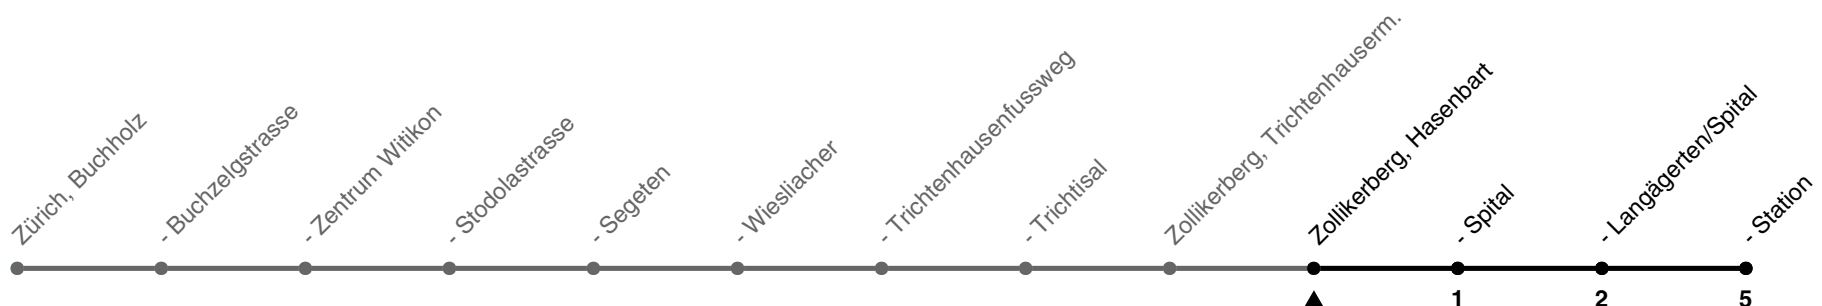 Zürich, Buchholz
- Buchzelgstrasse
- Zentrum Witikon
- Stodolastrasse
- Segeten
- Wiesliacher
- Trichtenhausenfussweg
- Trichtisal
Zollikerberg, Trichtenhauserm.
Zollikerberg, Hasenbart
- Spital
- Langägerten/Spital
- Station
1 2 5